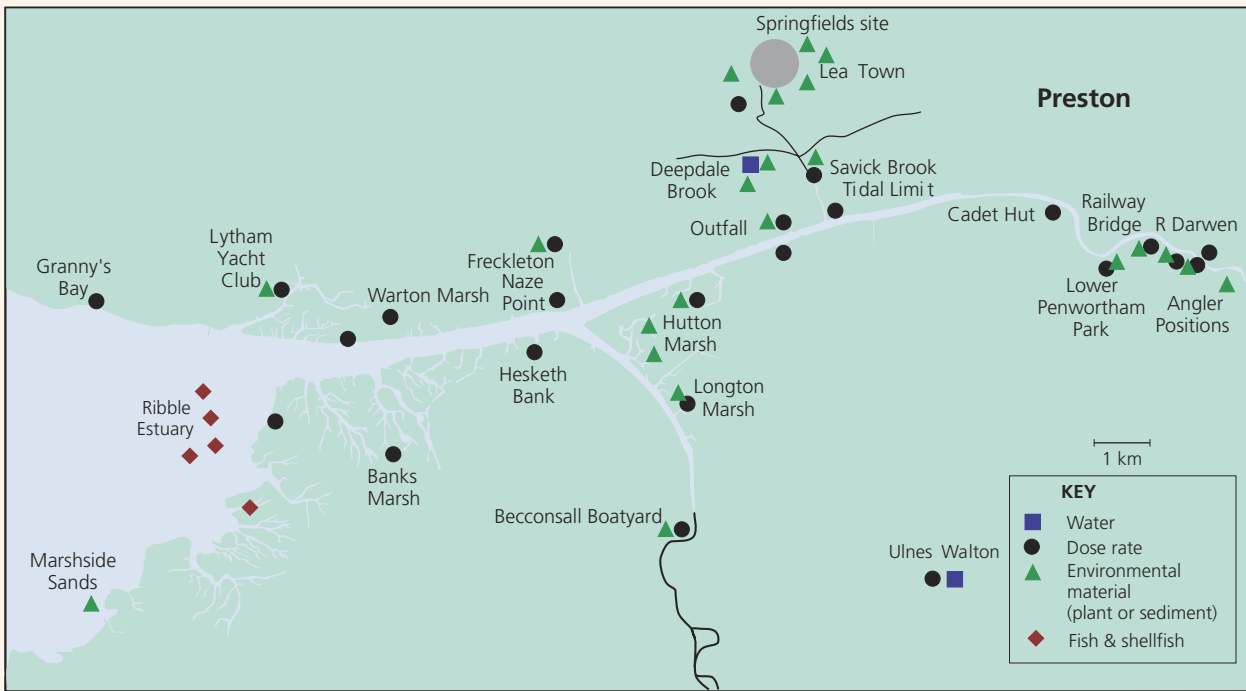 Springfields site
Lea Town
Preston
Deepdale
Brook
Savick Brook
Tidal Limit
Outfall
Cadet Hut
Railway
Bridge
R Darwen
Lower
Penwortham
Park
Angler
Positions
Granny's
Bay
Lytham
Yacht
Club
Warton Marsh
Freckleton
Naze
Point
Hesketh
Bank
Hutton
Marsh
Longton
Marsh
Ribble
Estuary
Banks
Marsh
Becconsall Boatyard
Marshside
Sands
Ulnes Walton
1 km
KEY
Water
Dose rate
Environmental
material
(plant or sediment)
Fish & shellfish